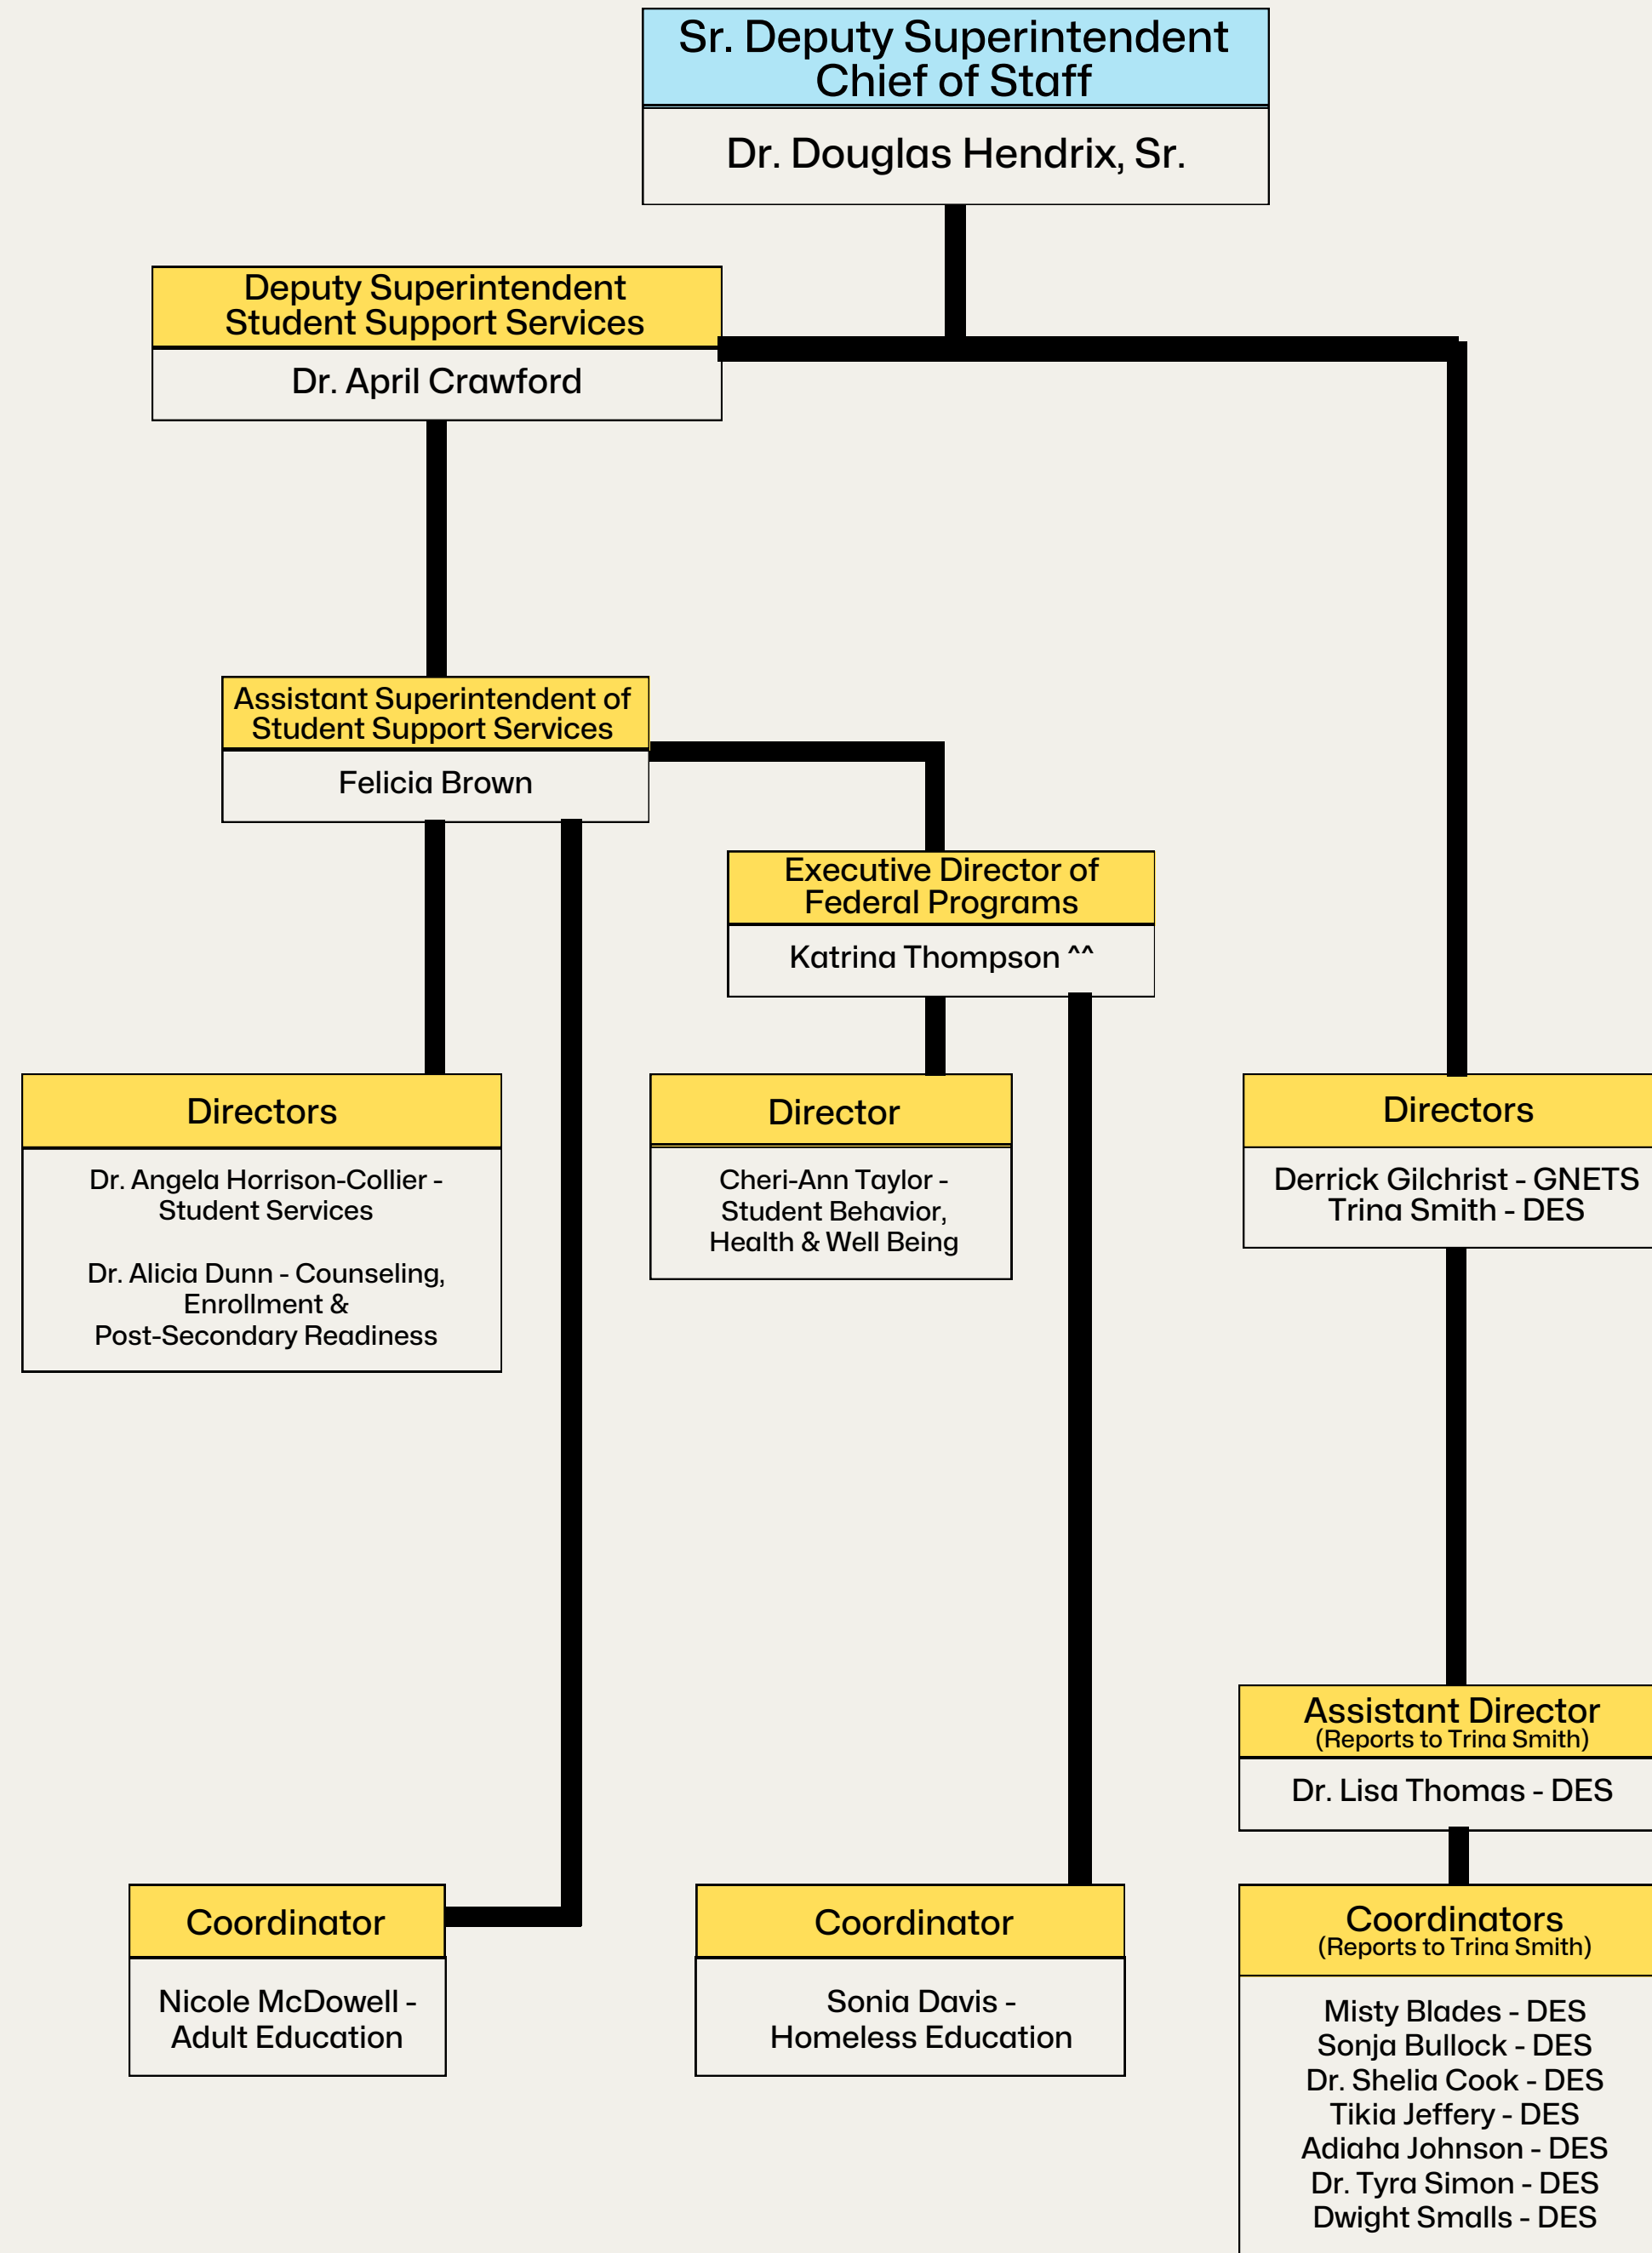 Sr. Deputy Superintendent
Chief of Staff
Dr. Douglas Hendrix, Sr.
Deputy Superintendent
Student Support Services
Dr. April Crawford
Assistant Superintendent of
Student Support Services
Felicia Brown
Executive Director of
Federal Programs
Katrina Thompson ^^
Directors
Dr. Angela Horrison-Collier -
Student Services
Dr. Alicia Dunn - Counseling,
Enrollment &
Post-Secondary Readiness
Director
Cheri-Ann Taylor -
Student Behavior,
Health & Well Being
Directors
Derrick Gilchrist - GNETS
Trina Smith - DES
Assistant Director
(Reports to Trina Smith)
Dr. Lisa Thomas - DES
Coordinator
Nicole McDowell -
Adult Education
Coordinator
Sonia Davis -
Homeless Education
Coordinators
(Reports to Trina Smith)
Misty Blades - DES
Sonja Bullock - DES
Dr. Shelia Cook - DES
Tikia Jeffery - DES
Adiaha Johnson - DES
Dr. Tyra Simon - DES
Dwight Smalls - DES